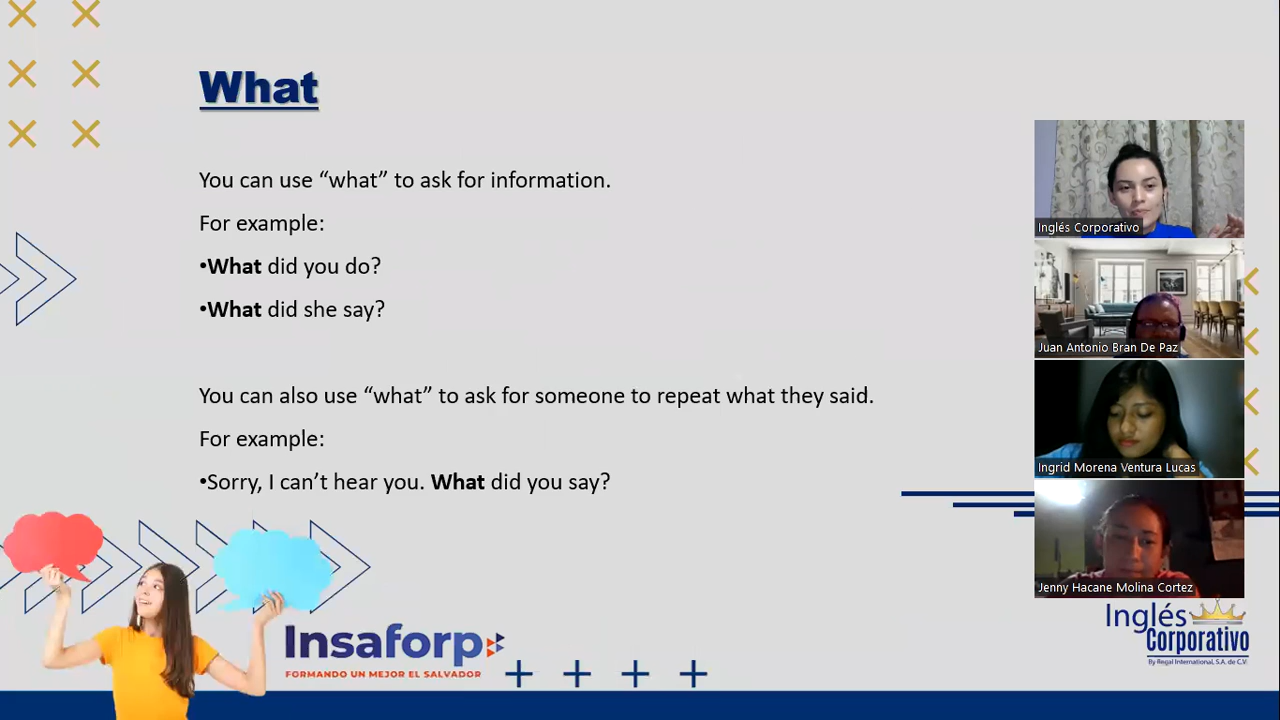 What
You can use “what” to ask for information.
For example:
•What did you do?
•What did she say?
You can also use “what” to ask for someone to repeat what they said.
For example:
•Sorry, I can’t hear you. What did you say?
Inglés Corporativo
Juan Antonio Bran De Paz
Ingrid Morena Ventura Lucas
Jenny Hacane Molina Cortez
Insaforp
FORMANDO UN MEJOR EL SALVADOR
Inglés
Corporativo
By Regal International, S.A. de C.V.